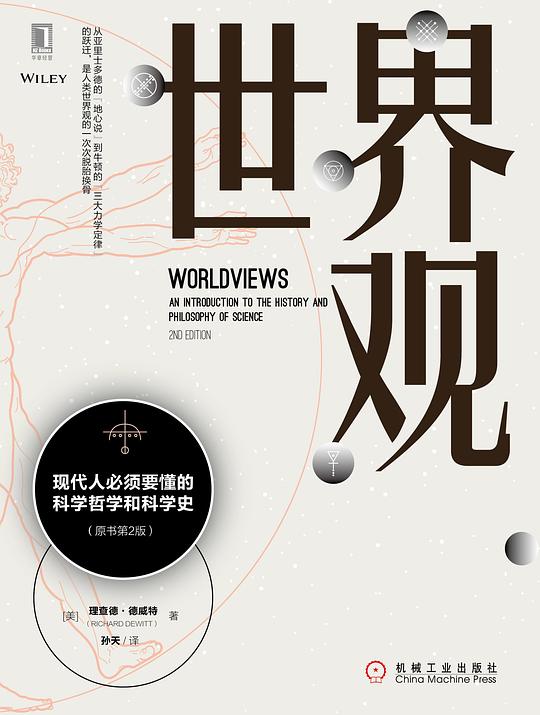 华章经管
WILEY
从亚里士多德的「地心说」到牛顿的「三大力学定律」
的跃迁，是人类世界观的一次次脱胎换骨
世界
观
WORLDVIEWS
AN INTRODUCTION TO THE HISTORY AND
PHILOSOPHY OF SCIENCE
2ND EDITION
现代人必须要懂的
科学哲学和科学史
（原书第2版）
[美] 理查德·德威特 著
（RICHARD DEWITT）
孙天 / 译
机械工业出版社
China Machine Press